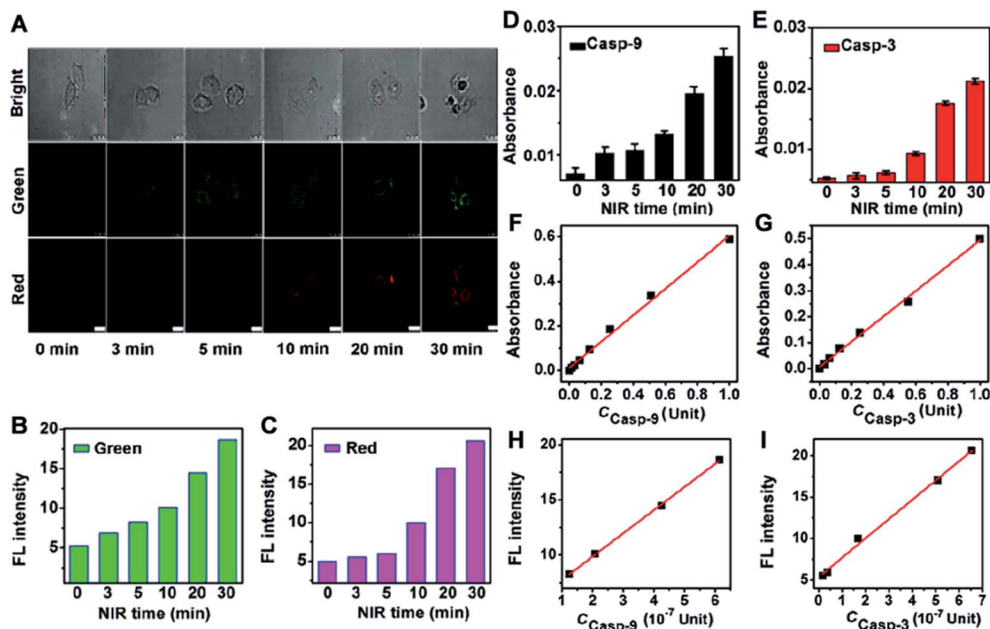 A
Bright
Green
Red
0 min 3 min 5 min 10 min 20 min 30 min
B
FL intensity
20
15
10
5
Green
0 3 5 10 20 30
NIR time (min)
C
FL intensity
20
15
10
5
Red
0 3 5 10 20 30
NIR time (min)
D
Absorbance
0.03
0.02
0.01
Casp-9
0 3 5 10 20 30
NIR time (min)
E
Absorbance
0.03
0.02
0.01
Casp-3
0 3 5 10 20 30
NIR time (min)
F
Absorbance
0.6
0.4
0.2
0.0
0.0 0.2 0.4 0.6 0.8 1.0
C Casp-9 (Unit)
G
Absorbance
0.5
0.4
0.3
0.2
0.1
0.0
0.0 0.2 0.4 0.6 0.8 1.0
C Casp-3 (Unit)
H
FL intensity
20
15
10
1 2 3 4 5 6
C Casp-9 (10⁻⁷ Unit)
I
FL intensity
20
15
10
5
0 1 2 3 4 5 6 7
C Casp-3 (10⁻⁷ Unit)